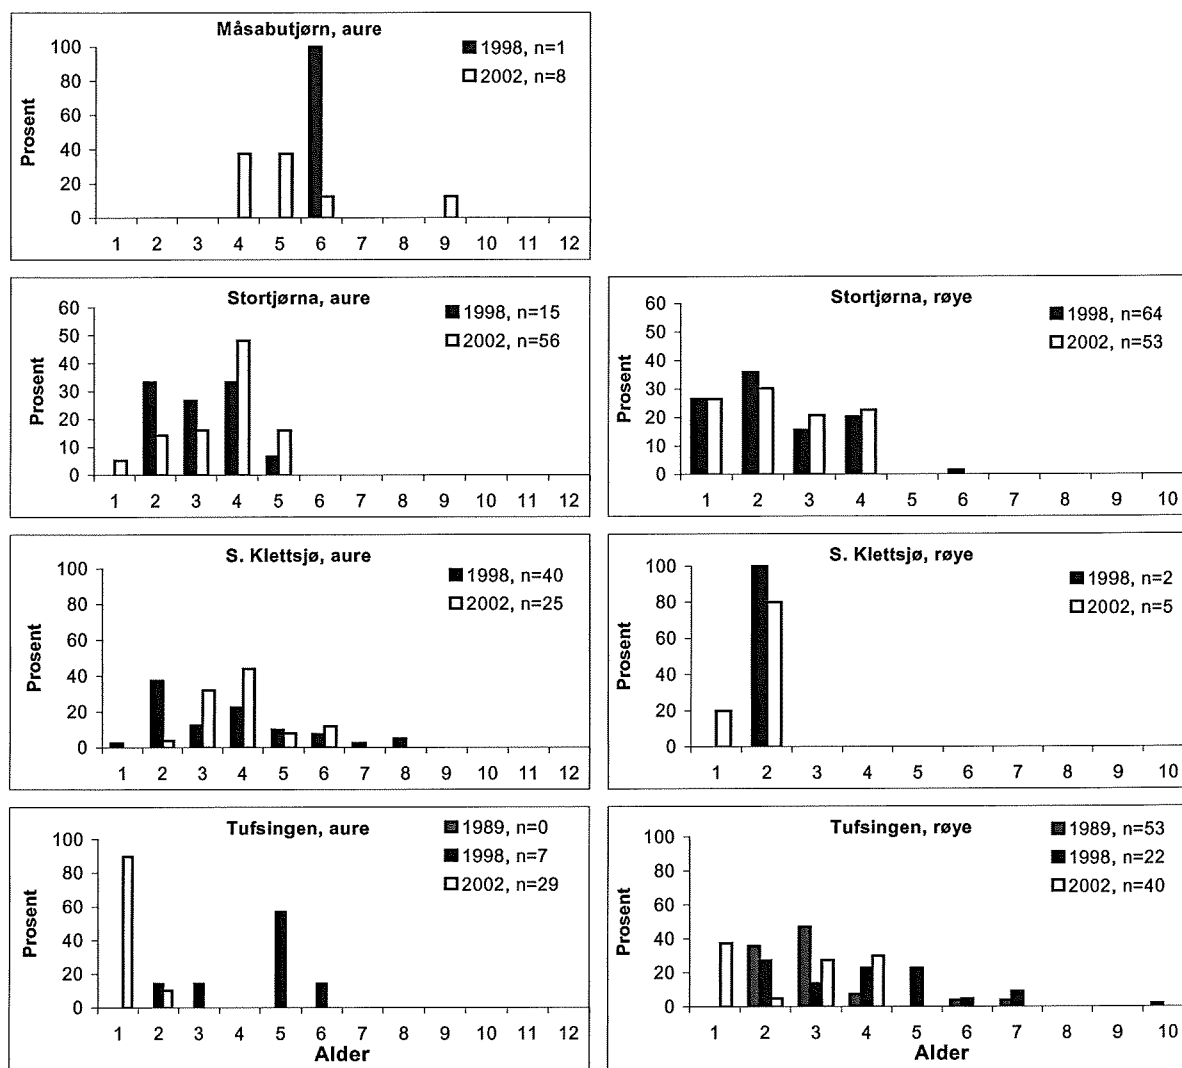 Måsabutjørn, aure
1998, n=1
2002, n=8
Prosent
100
80
60
40
20
0
1 2 3 4 5 6 7 8 9 10 11 12
Stortjørna, aure
1998, n=15
2002, n=56
Prosent
60
50
40
30
20
10
0
1 2 3 4 5 6 7 8 9 10 11 12
Stortjørna, røye
1998, n=64
2002, n=53
Prosent
60
50
40
30
20
10
0
1 2 3 4 5 6 7 8 9 10
S. Klettsjø, aure
1998, n=40
2002, n=25
Prosent
100
80
60
40
20
0
1 2 3 4 5 6 7 8 9 10 11 12
S. Klettsjø, røye
1998, n=2
2002, n=5
Prosent
100
80
60
40
20
0
1 2 3 4 5 6 7 8 9 10
Tufsingen, aure
1989, n=0
1998, n=7
2002, n=29
Prosent
100
80
60
40
20
0
1 2 3 4 5 6 7 8 9 10 11 12
Alder
Tufsingen, røye
1989, n=53
1998, n=22
2002, n=40
Prosent
100
80
60
40
20
0
1 2 3 4 5 6 7 8 9 10
Alder